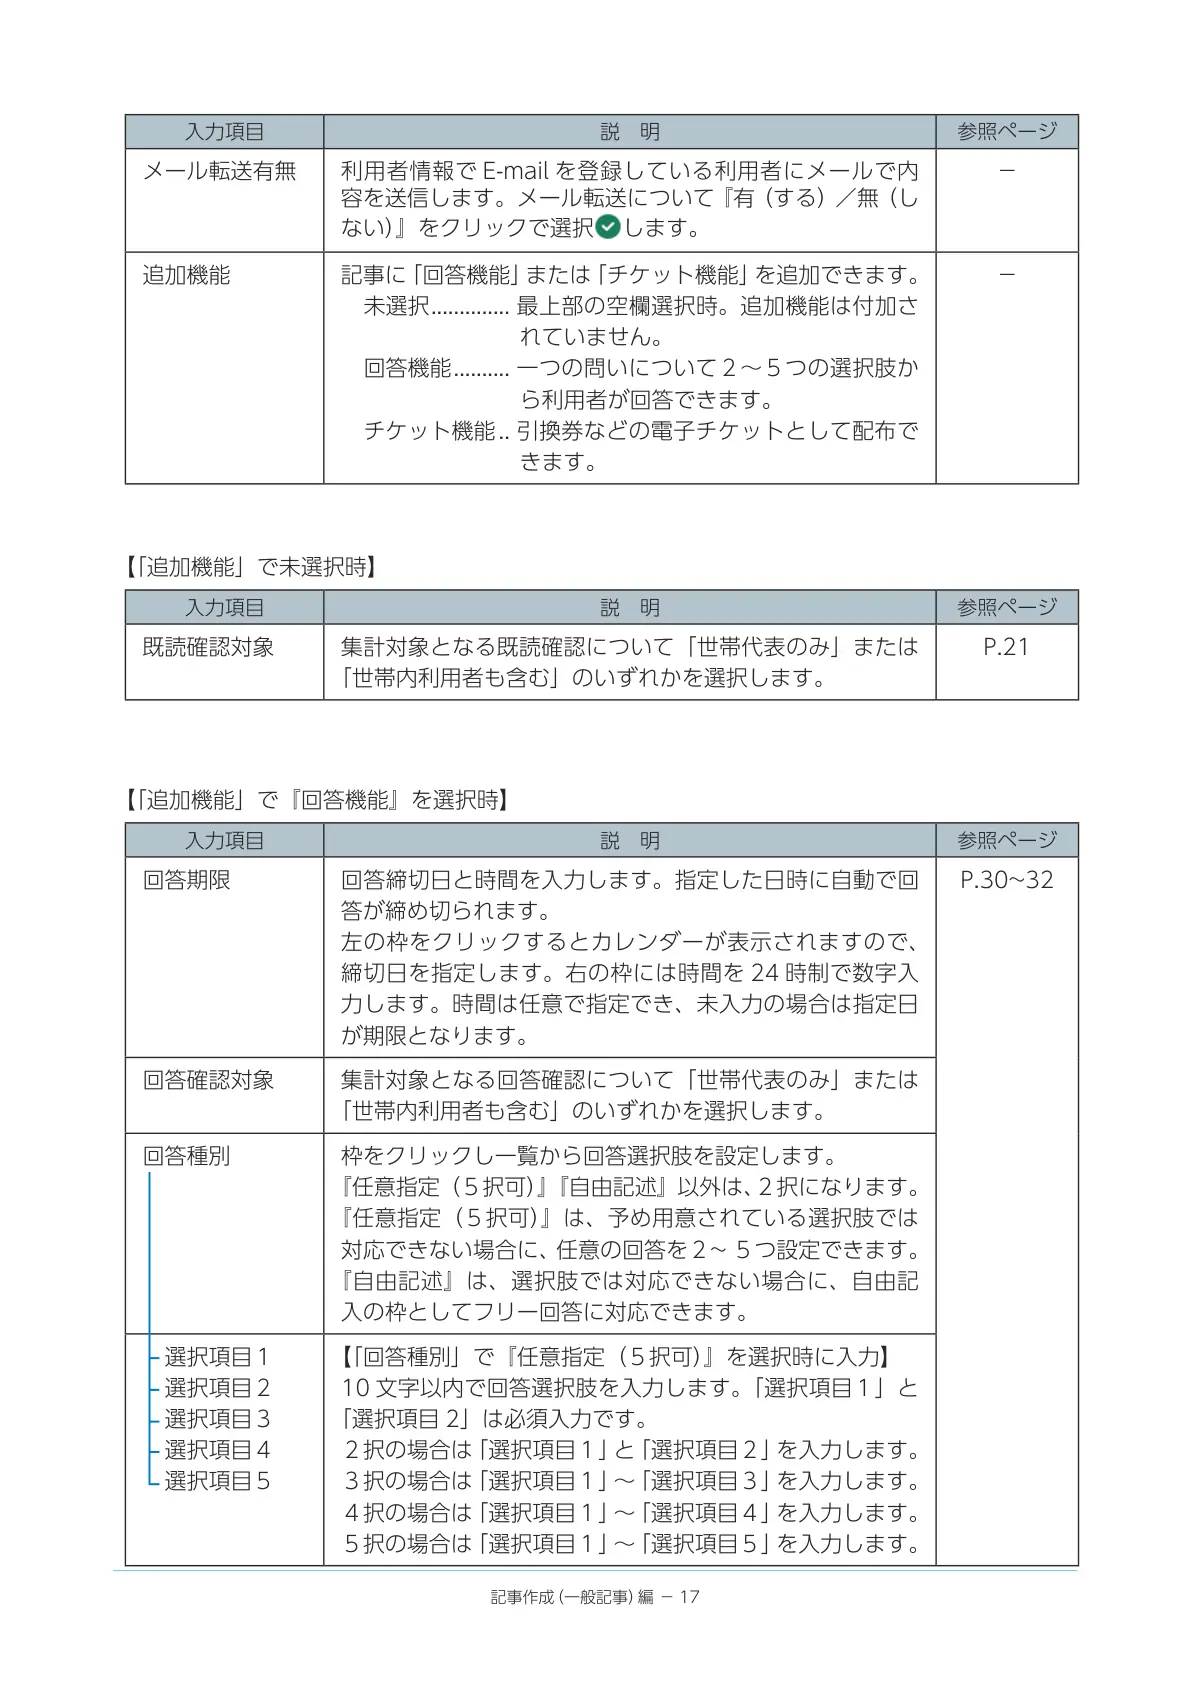 入力項目 説　明 参照ページ
メール転送有無 利用者情報で E-mail を登録している利用者にメールで内 －
容を送信します。メール転送について『有（する）／無（し
ない）』をクリックで選択 します。
追加機能 記事に「回答機能」または「チケット機能」を追加できます。 －
未選択.............. 最上部の空欄選択時。追加機能は付加さ
れていません。
回答機能.......... 一つの問いについて２～５つの選択肢か
ら利用者が回答できます。
チケット機能.. 引換券などの電子チケットとして配布で
きます。
【「追加機能」で未選択時】
入力項目 説　明 参照ページ
既読確認対象 集計対象となる既読確認について「世帯代表のみ」または P.21
「世帯内利用者も含む」のいずれかを選択します。
【「追加機能」で『回答機能』を選択時】
入力項目 説　明 参照ページ
回答期限 回答締切日と時間を入力します。指定した日時に自動で回 P.30~32
答が締め切られます。
左の枠をクリックするとカレンダーが表示されますので、
締切日を指定します。右の枠には時間を 24 時制で数字入
力します。時間は任意で指定でき、未入力の場合は指定日
が期限となります。
回答確認対象 集計対象となる回答確認について「世帯代表のみ」または
「世帯内利用者も含む」のいずれかを選択します。
回答種別 枠をクリックし一覧から回答選択肢を設定します。
『任意指定（５択可）』『自由記述』以外は、２択になります。
『任意指定（５択可）』は、予め用意されている選択肢では
対応できない場合に、任意の回答を２～５つ設定できます。
『自由記述』は、選択肢では対応できない場合に、自由記
入の枠としてフリー回答に対応できます。
選択項目１ 【「回答種別」で『任意指定（５択可）』を選択時に入力】
選択項目２ 10 文字以内で回答選択肢を入力します。「選択項目１」と
選択項目３ 「選択項目 2」は必須入力です。
選択項目４ ２択の場合は「選択項目１」と「選択項目２」を入力します。
選択項目５ ３択の場合は「選択項目１」～「選択項目３」を入力します。
４択の場合は「選択項目１」～「選択項目４」を入力します。
５択の場合は「選択項目１」～「選択項目５」を入力します。
記事作成（一般記事）編 － 17